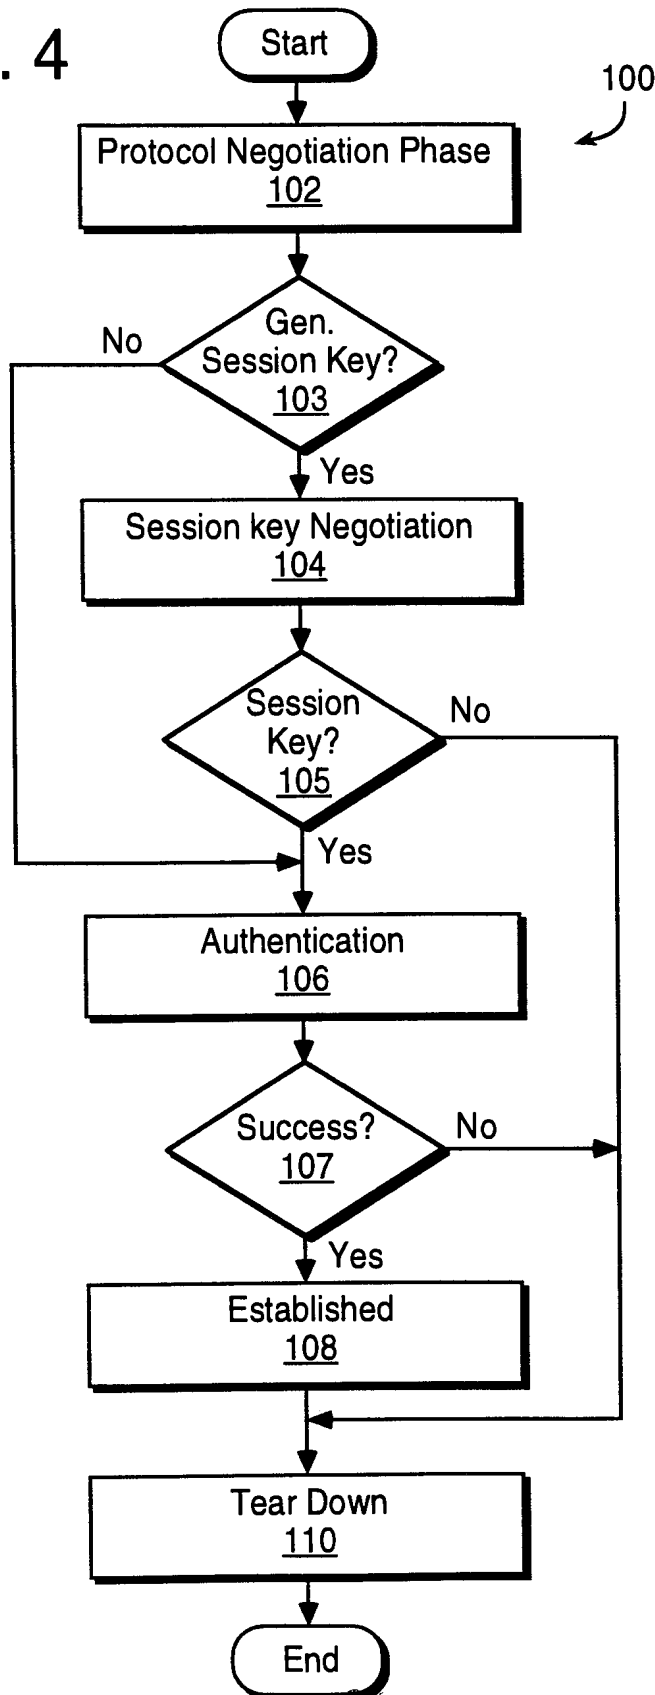 . 4
Start
100
Protocol Negotiation Phase
102
No
Gen.
Session Key?
103
Yes
Session key Negotiation
104
Session
Key?
105
No
Yes
Authentication
106
Success?
107
No
Yes
Established
108
Tear Down
110
End